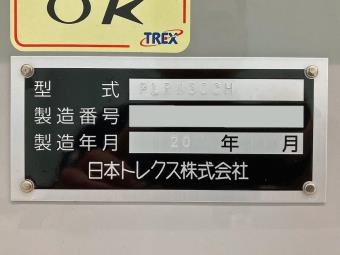 OK
TREX
型式
製造番号
製造年月 20 年 月
日本トレクス株式会社